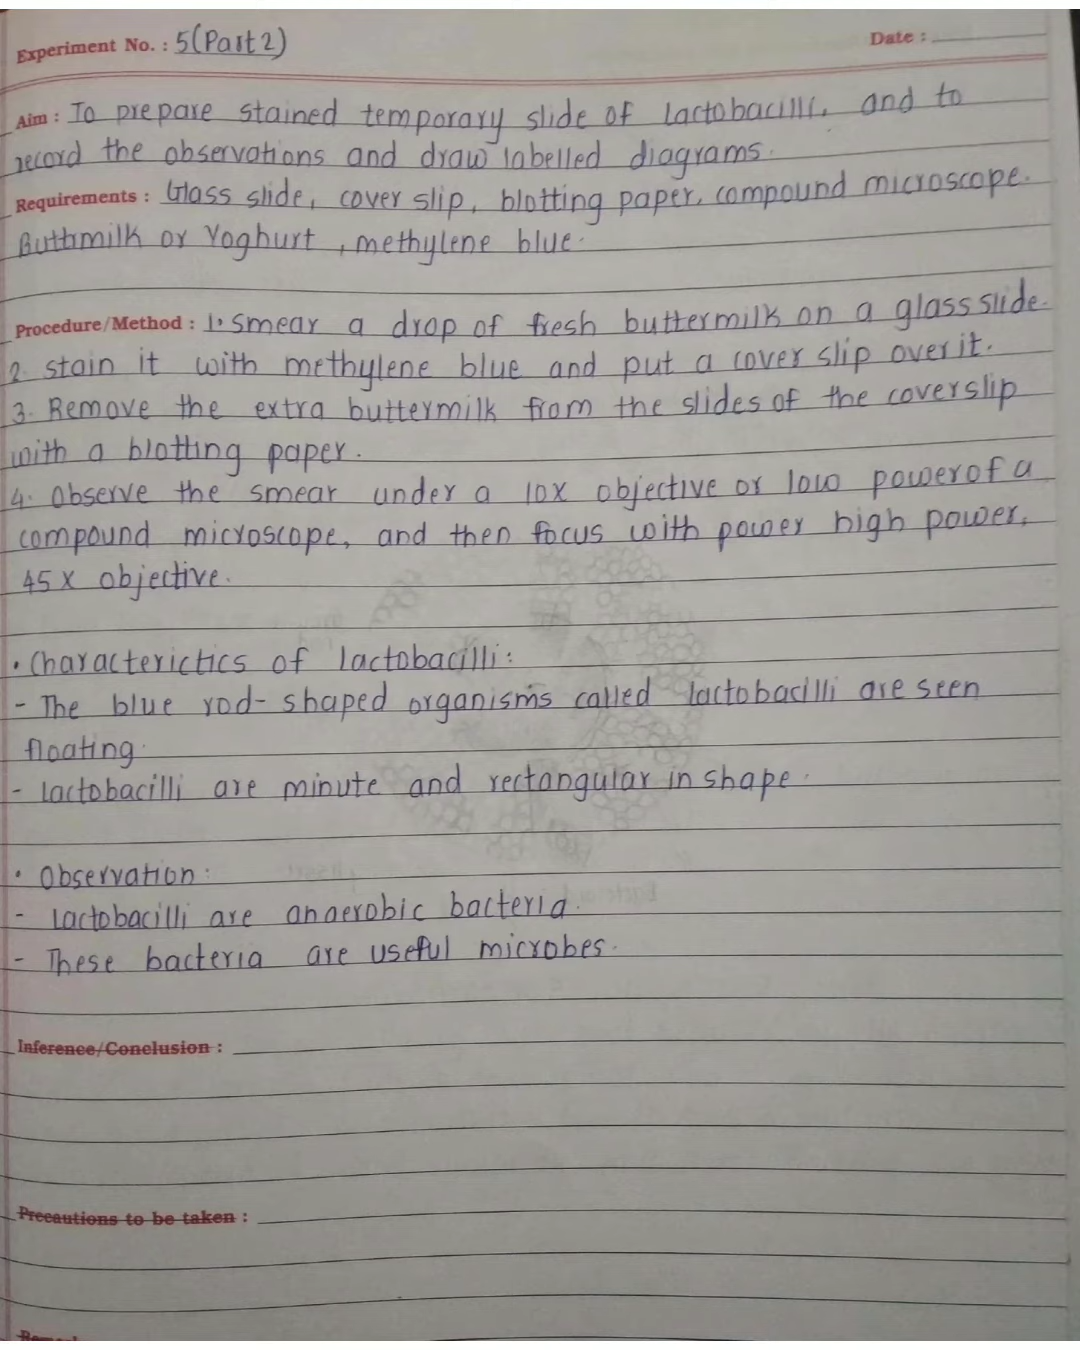 Experiment No. : 5(Part 2) Date :
Aim : To prepare stained temporary slide of lactobacilli. and to
record the observations and draw labelled diagrams.
Requirements : Glass slide, cover slip, blotting paper, compound microscope.
Buttmilk or Yoghurt , methylene blue.
Procedure/Method : 1. Smear a drop of fresh buttermilk on a glass slide.
2. stain it with methylene blue and put a cover slip over it.
3. Remove the extra buttermilk from the slides of the coverslip
with a blotting paper.
4. Observe the smear under a 10x objective or low power of a
compound microscope, and then focus with power high power,
45 x objective.
• Characterictics of lactobacilli:
- The blue rod-shaped organisms called lactobacilli are seen
floating.
- lactobacilli are minute and rectangular in shape.
• Observation:
- lactobacilli are anaerobic bacteria.
- These bacteria are useful microbes.
Inference/Conclusion :
Precautions to be taken :